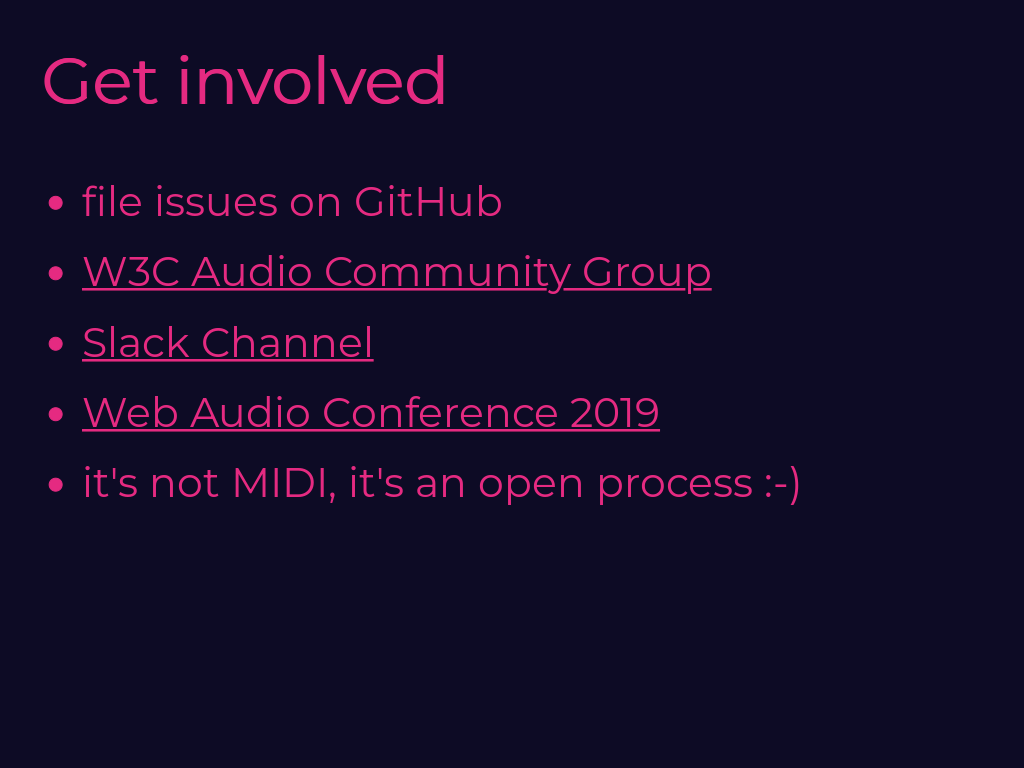 Get involved
• file issues on GitHub
• W3C Audio Community Group
• Slack Channel
• Web Audio Conference 2019
• it's not MIDI, it's an open process :-)